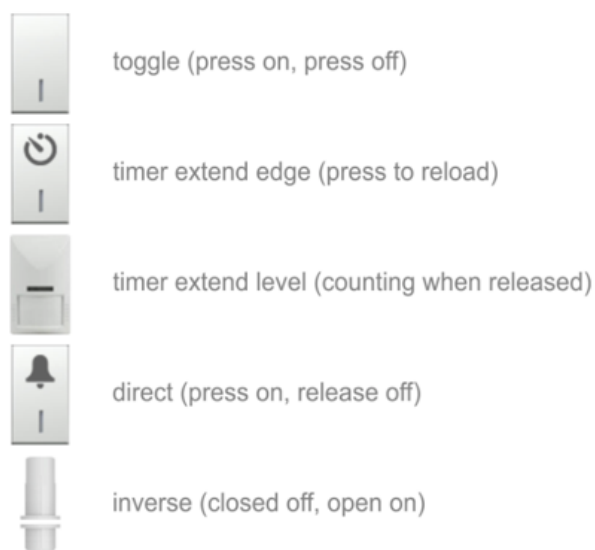 toggle (press on, press off)
timer extend edge (press to reload)
timer extend level (counting when released)
direct (press on, release off)
inverse (closed off, open on)